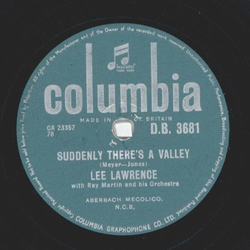 columbia
MADE IN GT. BRITAIN
CA 23357
78
D.B. 3681
SUDDENLY THERE'S A VALLEY
(Meyer—Jones)
LEE LAWRENCE
with Ray Martin and his Orchestra
ABERBACH. MECOLICO,
N.C.B.
COLUMBIA GRAPHOPHONE CO. LTD.